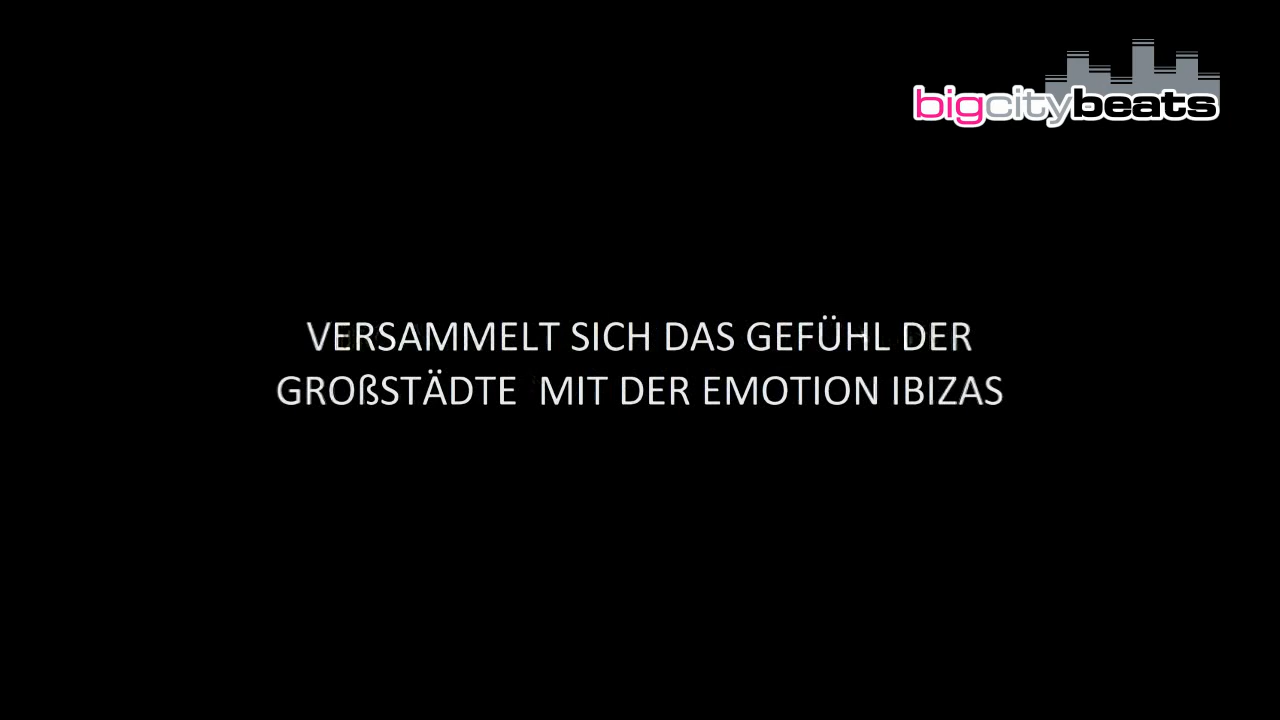 bigcitybeats
VERSAMMELT SICH DAS GEFÜHL DER
GROßSTÄDTE MIT DER EMOTION IBIZAS